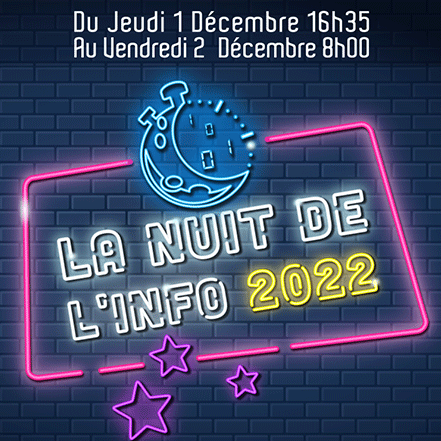 Du Jeudi 1 Décembre 16h35
Au Vendredi 2 Décembre 8h00
LA NUIT DE
L'INFO 2022